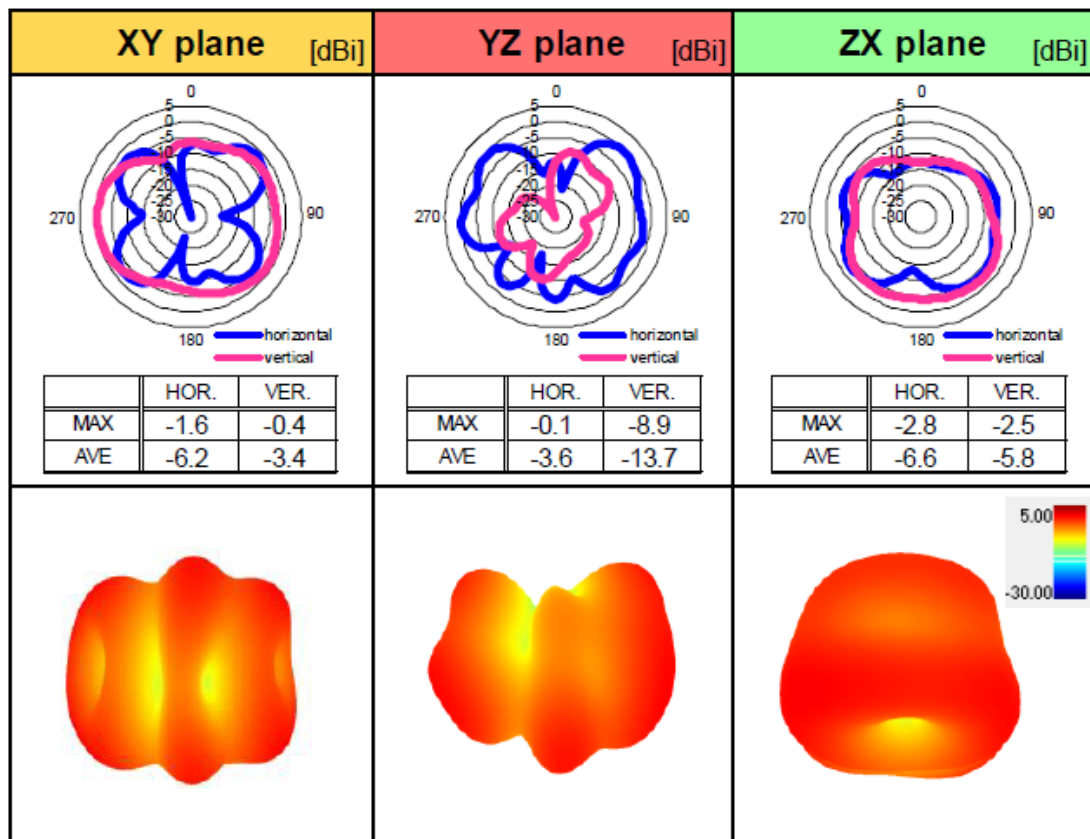 XY plane [dBi]
YZ plane [dBi]
ZX plane [dBi]
0
5
0
-5
-10
-15
-20
-25
-30
270
90
180
horizontal
vertical
0
5
0
-5
-10
-15
-20
-25
-30
270
90
180
horizontal
vertical
0
5
0
-5
-10
-15
-20
-25
-30
270
90
180
horizontal
vertical
HOR. VER.
MAX -1.6 -0.4
AVE -6.2 -3.4
HOR. VER.
MAX -0.1 -8.9
AVE -3.6 -13.7
HOR. VER.
MAX -2.8 -2.5
AVE -6.6 -5.8
5.00
-30.00